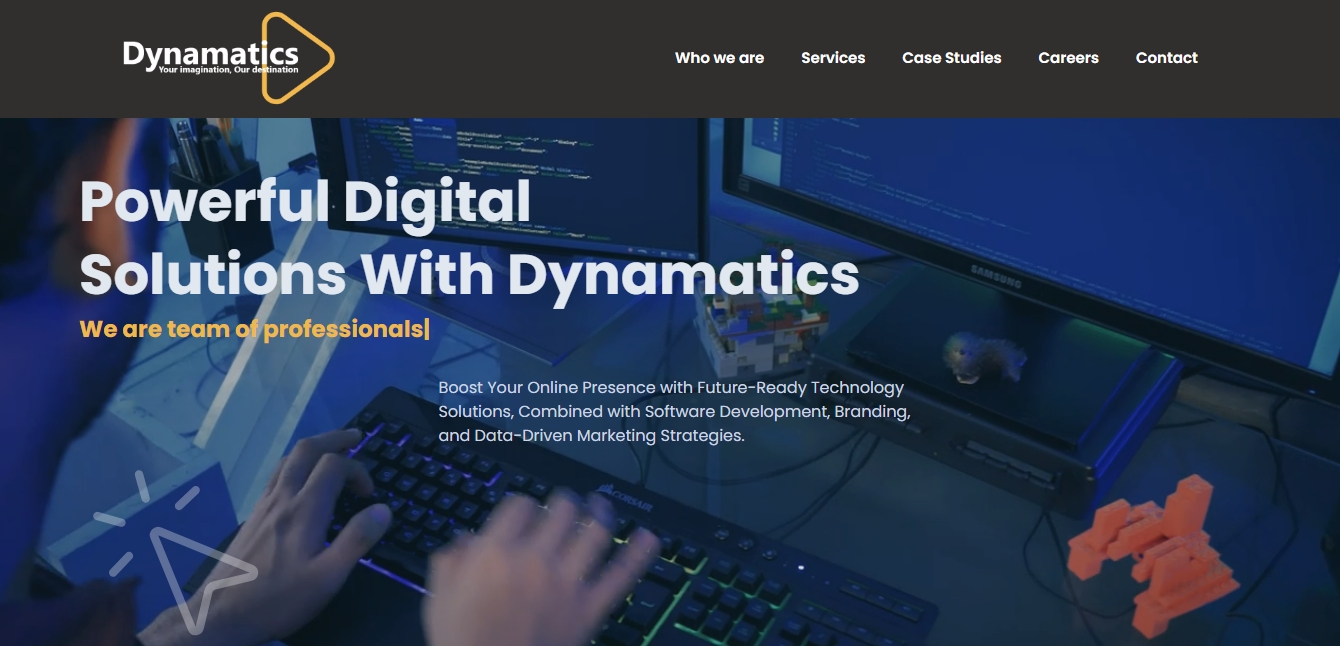 Dynamatics
Your imagination, Our destination
Who we are
Services
Case Studies
Careers
Contact
Powerful Digital
Solutions With Dynamatics
We are team of professionals|
Boost Your Online Presence with Future-Ready Technology
Solutions, Combined with Software Development, Branding,
and Data-Driven Marketing Strategies.
SAMSUNG
CORSAIR